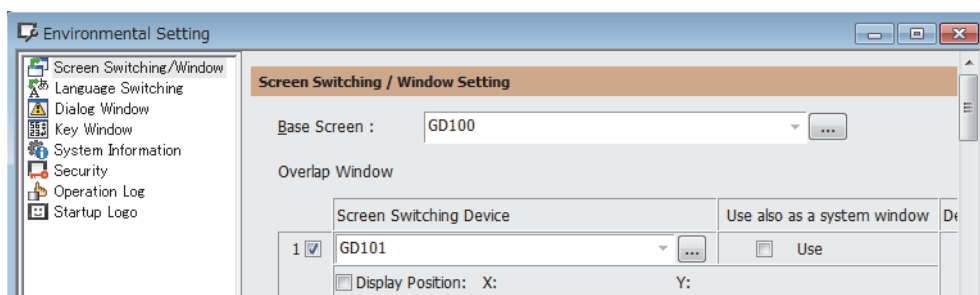 Environmental Setting
Screen Switching/Window
Language Switching
Dialog Window
Key Window
System Information
Security
Operation Log
Startup Logo
Screen Switching / Window Setting
Base Screen : GD100 ...
Overlap Window
Screen Switching Device Use also as a system window
1 GD101 ... Use
Display Position: X: Y: